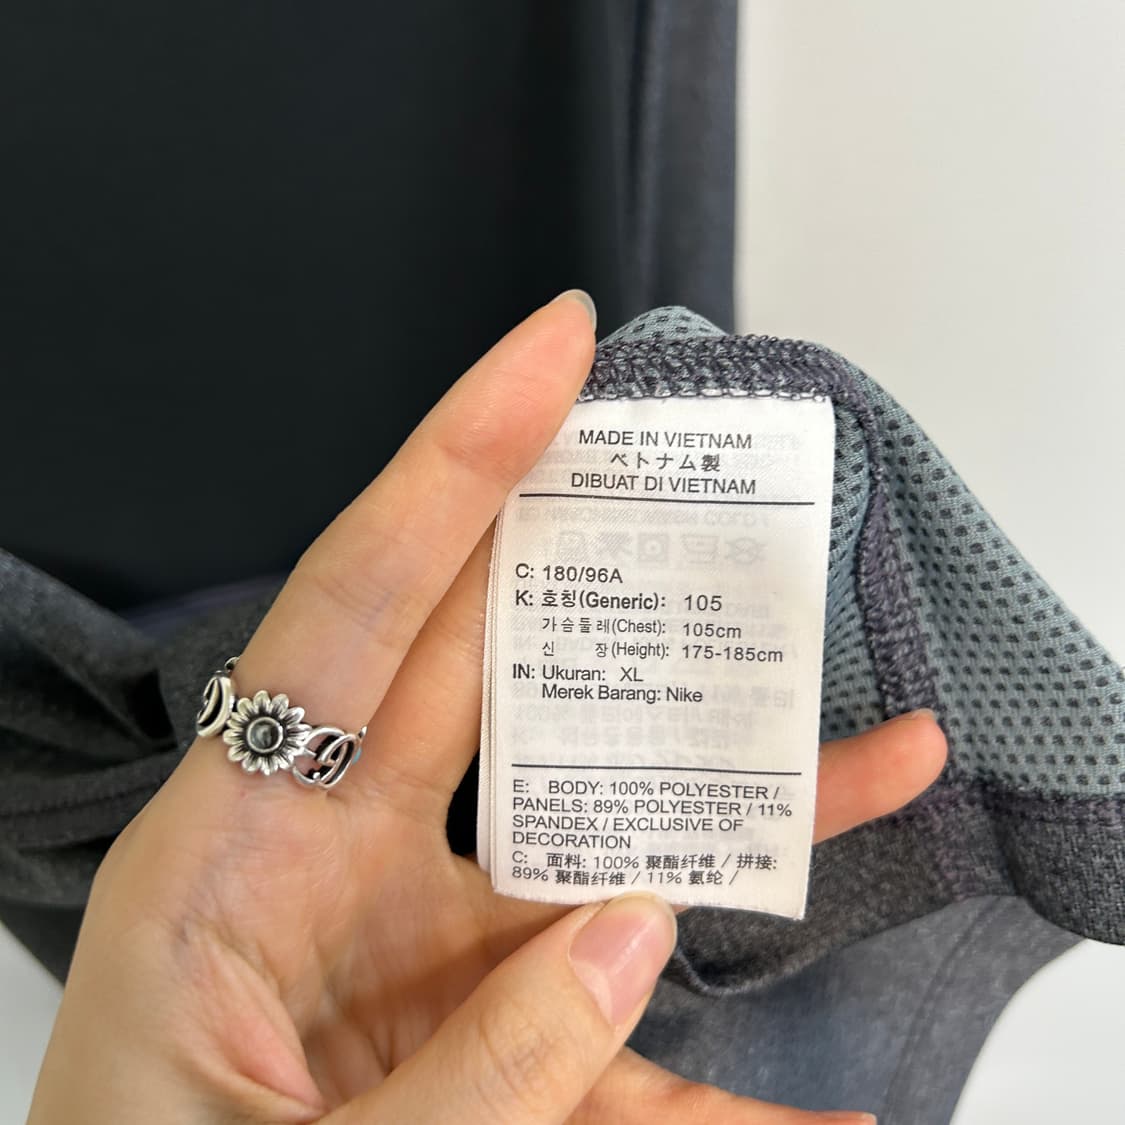 MADE IN VIETNAM
ベトナム製
DIBUAT DI VIETNAM
C: 180/96A
K: 호칭(Generic): 105
가슴둘레(Chest): 105cm
신 장(Height): 175-185cm
IN: Ukuran: XL
Merek Barang: Nike
E: BODY: 100% POLYESTER /
PANELS: 89% POLYESTER / 11%
SPANDEX / EXCLUSIVE OF
DECORATION
C: 面料: 100% 聚酯纤维 / 拼接:
89% 聚酯纤维 / 11% 氨纶 /